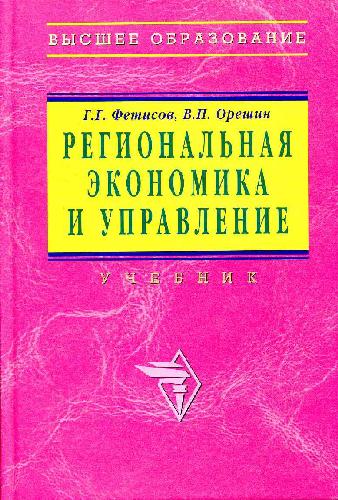 ВЫСШЕЕ ОБРАЗОВАНИЕ
Г.Г. Фетисов, В.П. Орешин
РЕГИОНАЛЬНАЯ
ЭКОНОМИКА
И УПРАВЛЕНИЕ
УЧЕБНИК